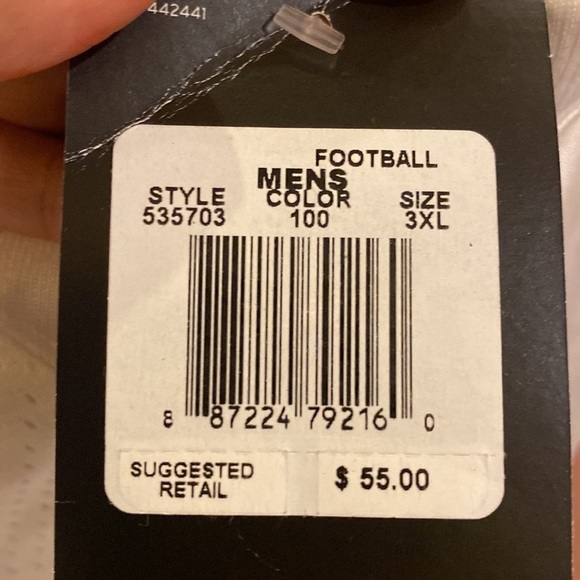 442441
FOOTBALL
MENS
STYLE COLOR SIZE
535703 100 3XL
8 87224 79216 0
SUGGESTED RETAIL $ 55.00